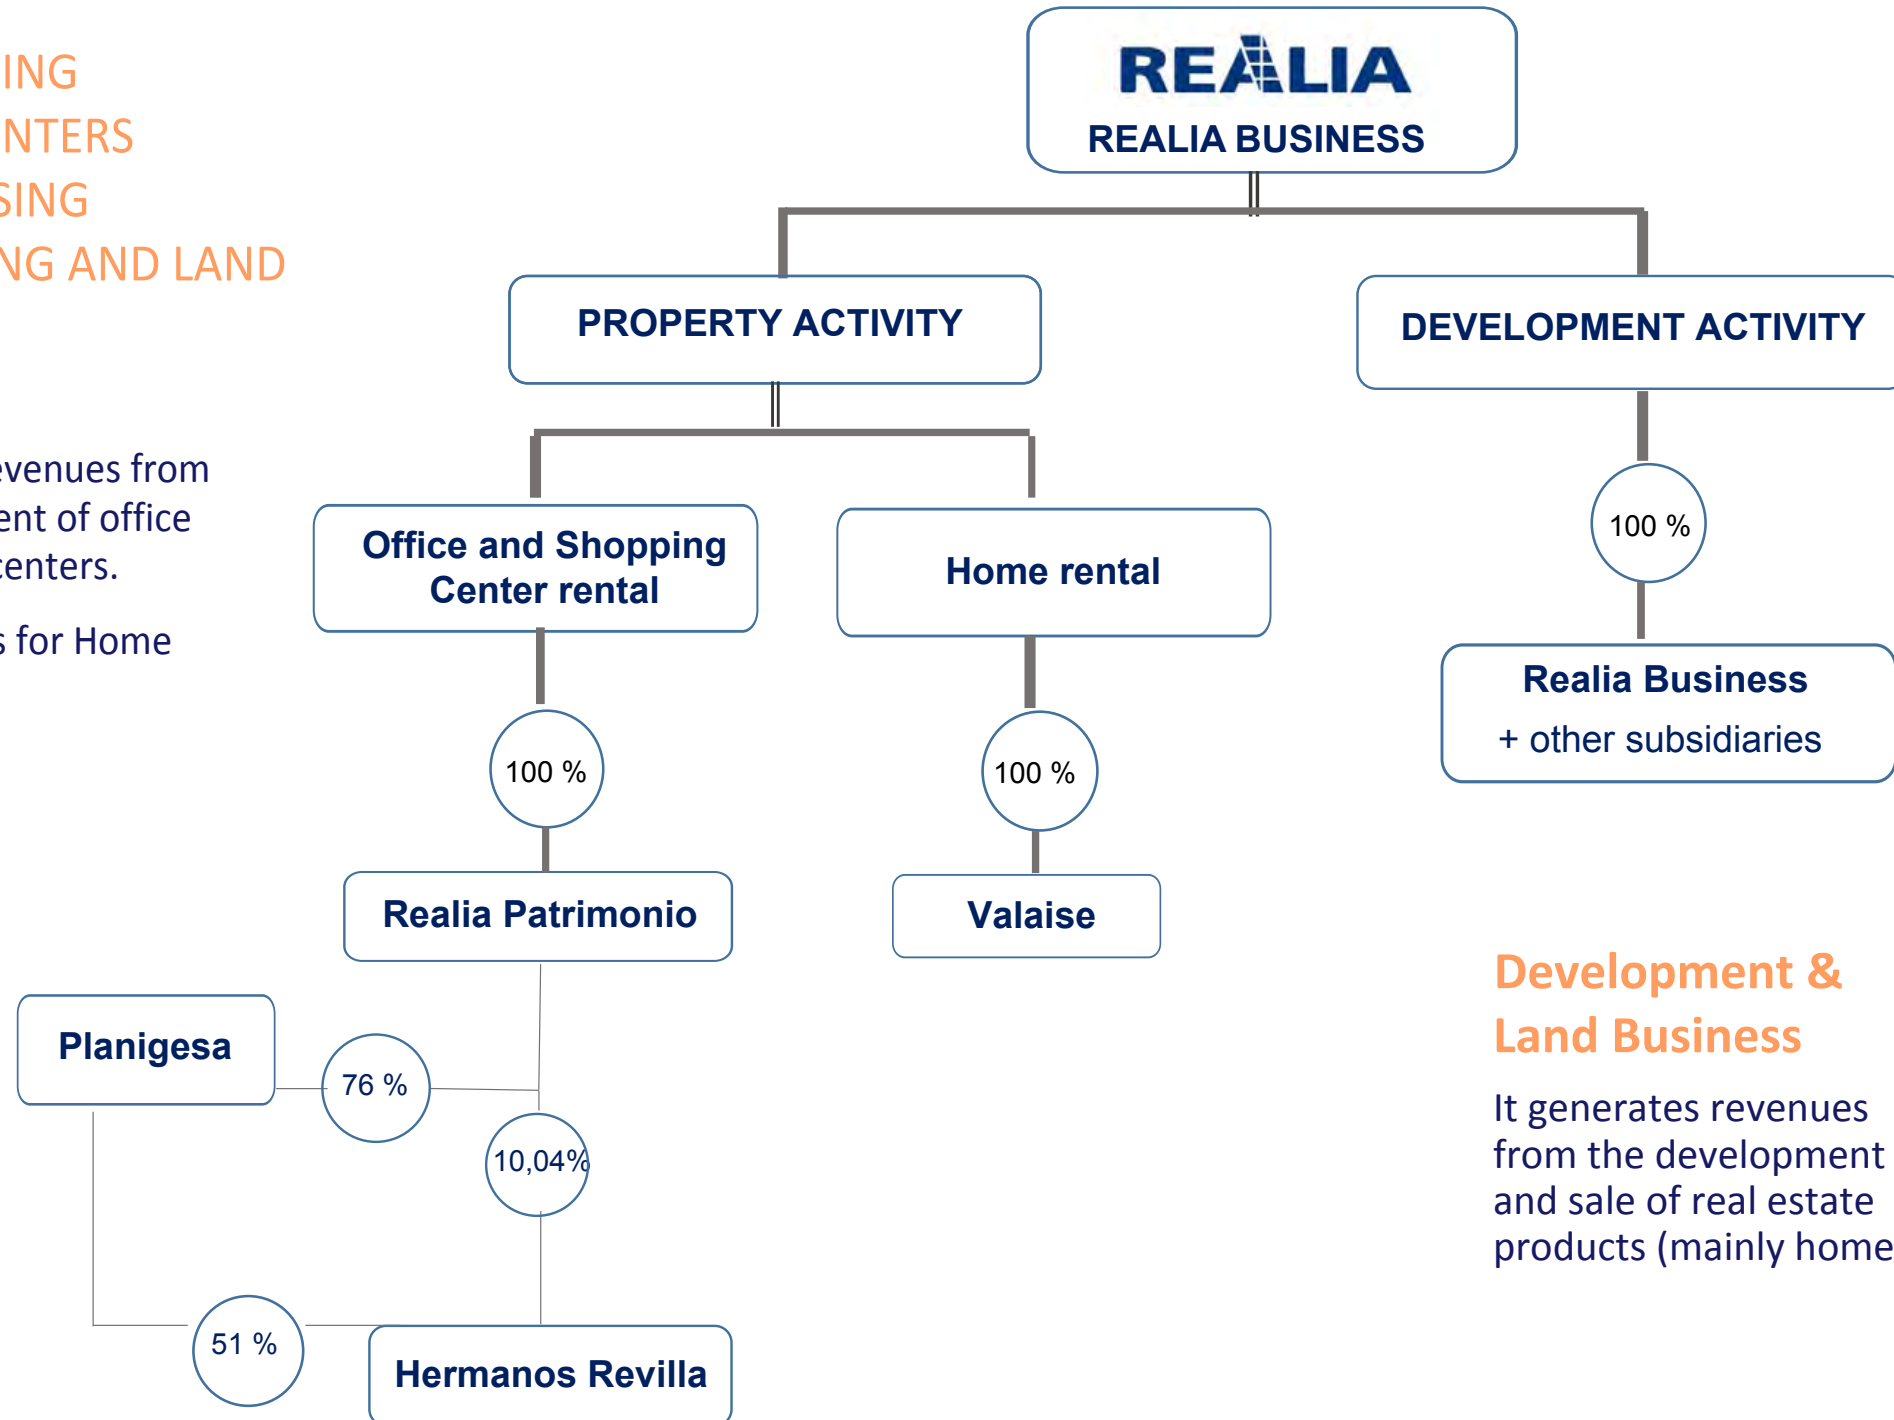 ING
NTERS
SING
NG AND LAND
evenues from
ent of office
centers.
s for Home
REALIA
REALIA BUSINESS
PROPERTY ACTIVITY
DEVELOPMENT ACTIVITY
Office and Shopping
Center rental
Home rental
100 %
Realia Business
+ other subsidiaries
100 %
100 %
Realia Patrimonio
Valaise
Planigesa
76 %
10,04%
51 %
Hermanos Revilla
Development &
Land Business
It generates revenues
from the development
and sale of real estate
products (mainly home